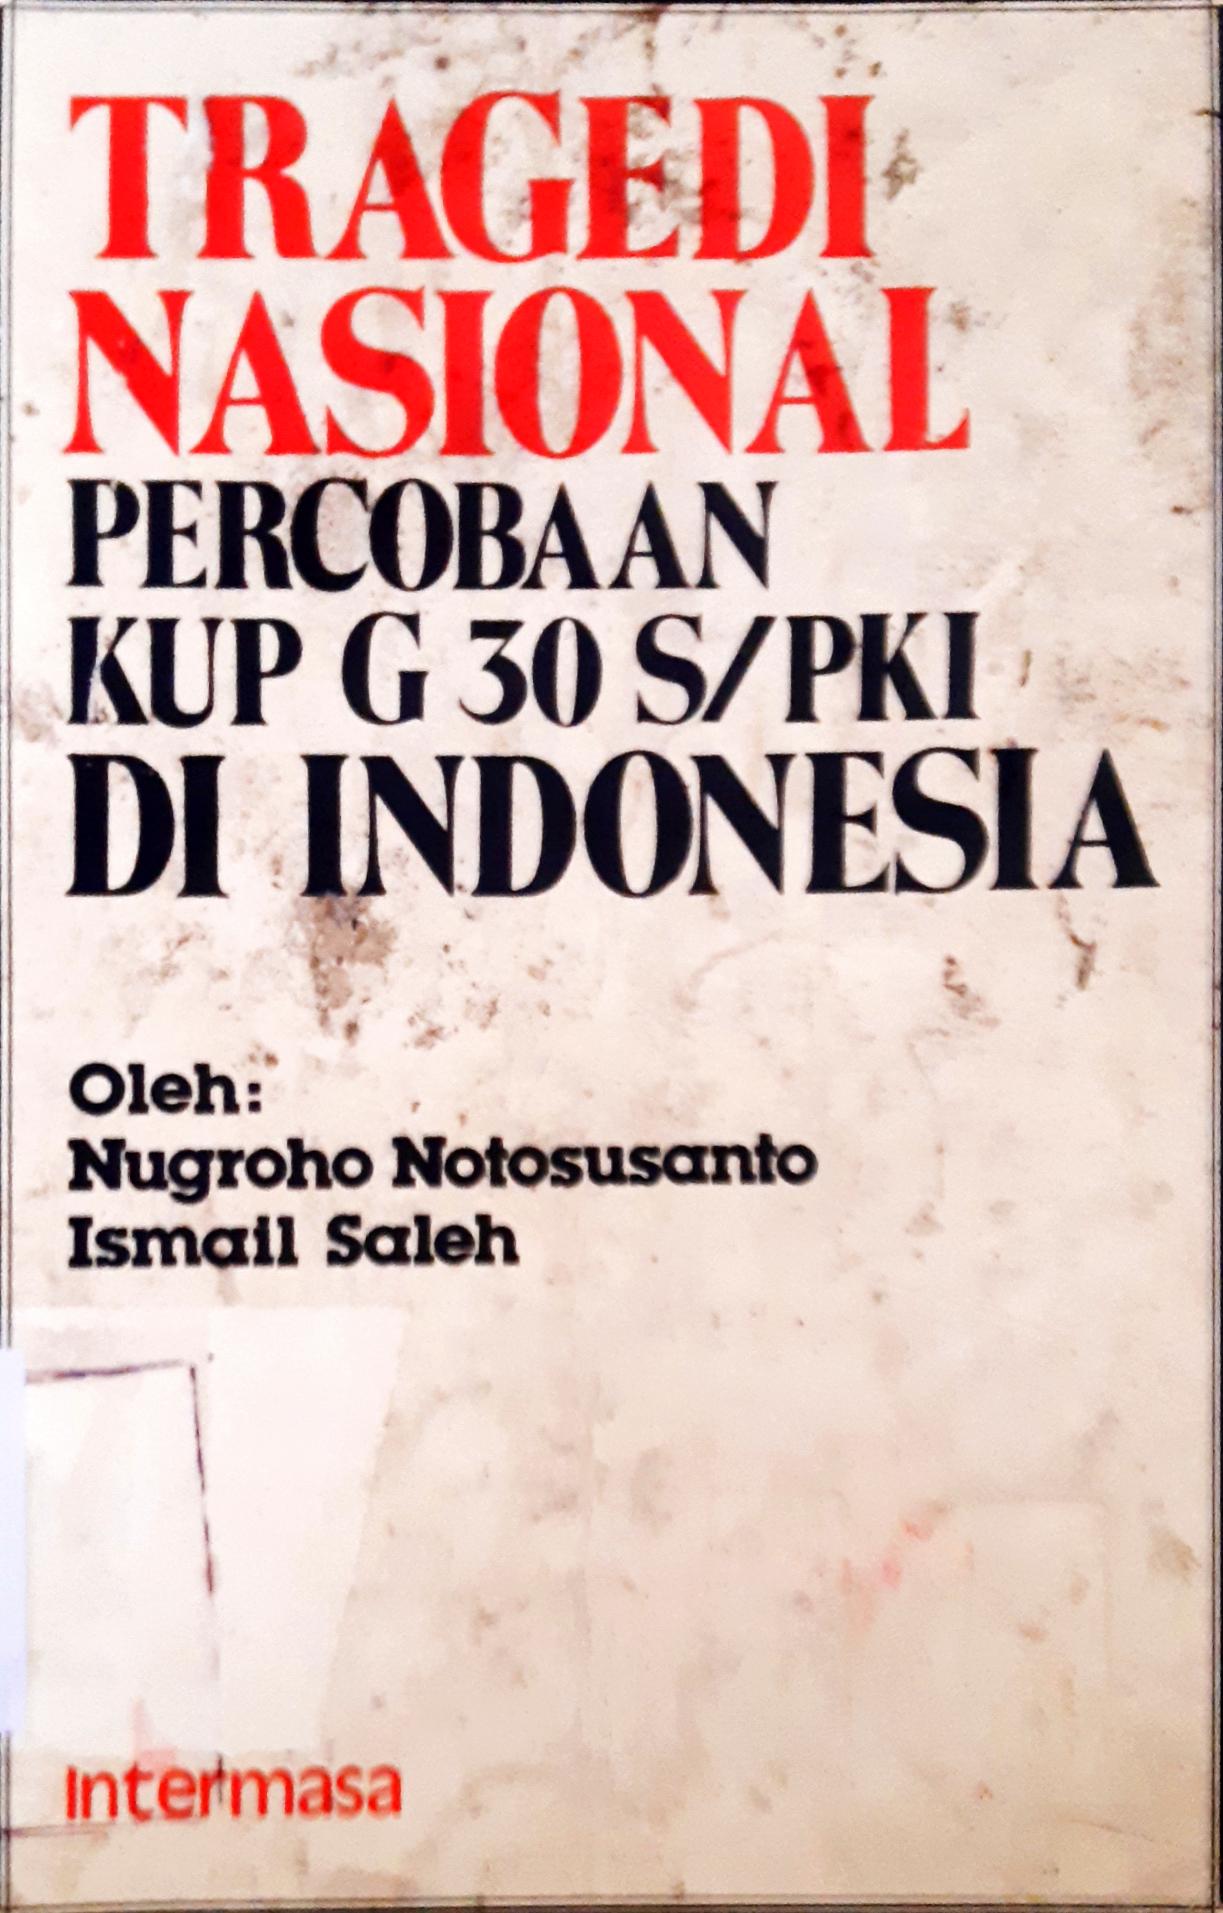 TRAGEDI
NASIONAL
PERCOBAAN
KUP G 30 S/PKI
DI INDONESIA
Oleh:
Nugroho Notosusanto
Ismail Saleh
Intermasa